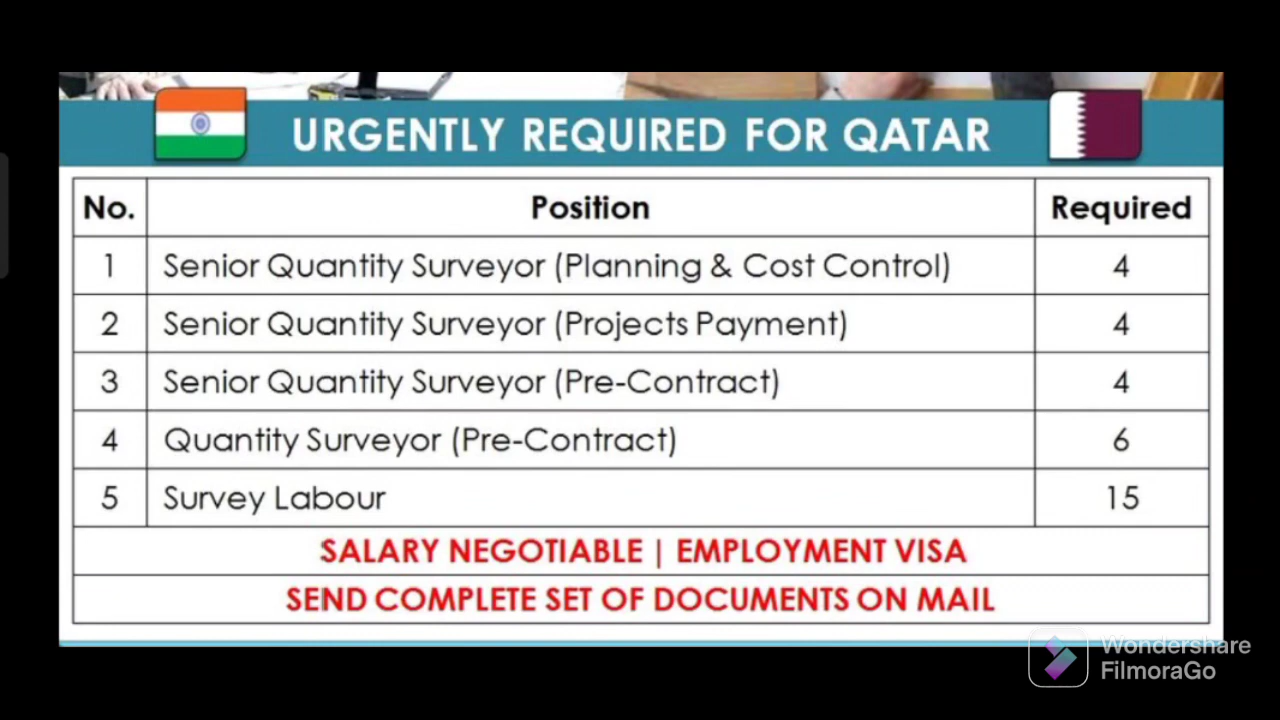 URGENTLY REQUIRED FOR QATAR
No. Position Required
1 Senior Quantity Surveyor (Planning & Cost Control) 4
2 Senior Quantity Surveyor (Projects Payment) 4
3 Senior Quantity Surveyor (Pre-Contract) 4
4 Quantity Surveyor (Pre-Contract) 6
5 Survey Labour 15
SALARY NEGOTIABLE | EMPLOYMENT VISA
SEND COMPLETE SET OF DOCUMENTS ON MAIL
Wondershare
FilmoraGo